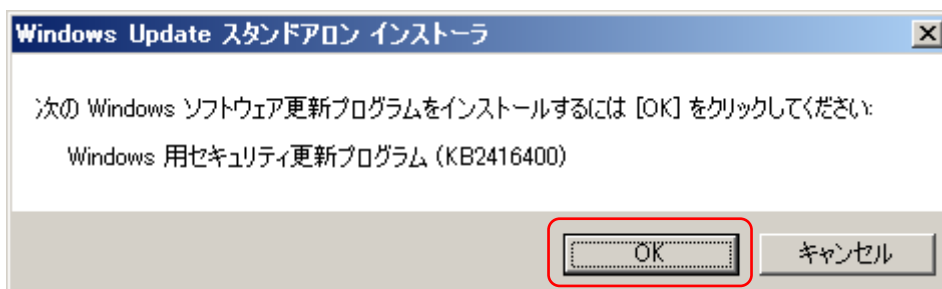 Windows Update スタンドアロン インストーラ
次の Windows ソフトウェア更新プログラムをインストールするには [OK] をクリックしてください:
Windows 用セキュリティ更新プログラム (KB2416400)
OK キャンセル